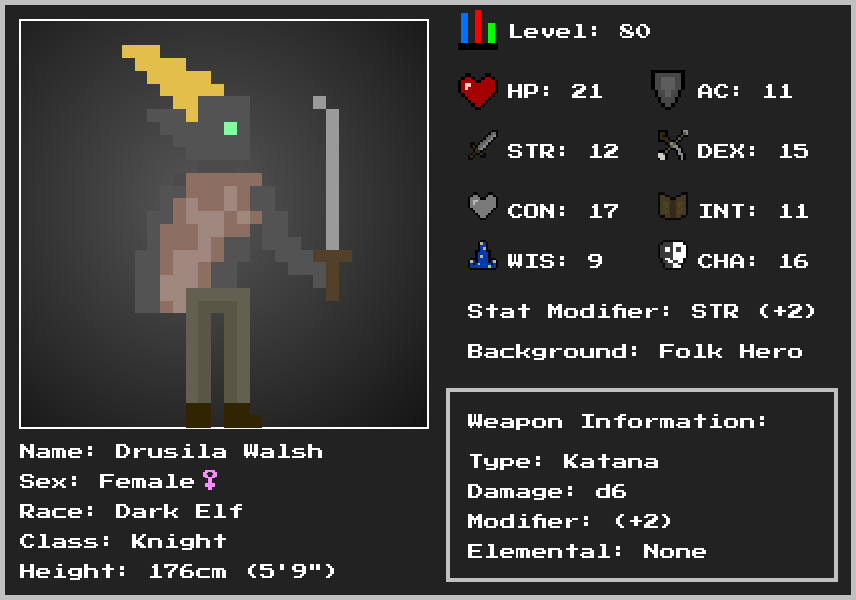 Level: 80
HP: 21
AC: 11
STR: 12
DEX: 15
CON: 17
INT: 11
WIS: 9
CHA: 16
Stat Modifier: STR (+2)
Background: Folk Hero
Name: Drusila Walsh
Sex: Female♀
Race: Dark Elf
Class: Knight
Height: 176cm (5'9")
Weapon Information:
Type: Katana
Damage: d6
Modifier: (+2)
Elemental: None